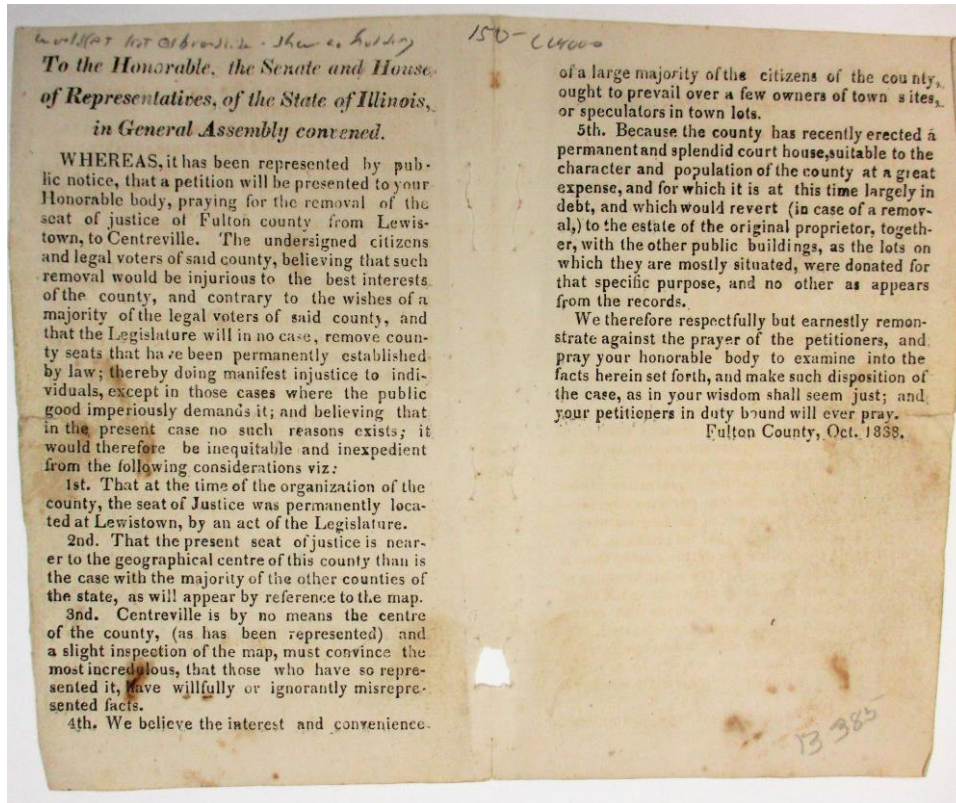 150-
To the Honorable, the Senate and House
of Representatives, of the State of Illinois,
in General Assembly convened.
WHEREAS, it has been represented by pub-
lic notice, that a petition will be presented to your
Honorable body, praying for the removal of the
seat of justice of Fulton county from Lewis-
town, to Centreville. The undersigned citizens
and legal voters of said county, believing that such
removal would be injurious to the best interests
of the county, and contrary to the wishes of a
majority of the legal voters of said county, and
that the Legislature will in no case, remove coun-
ty seats that have been permanently established
by law; thereby doing manifest injustice to indi-
viduals, except in those cases where the public
good imperiously demands it; and believing that
in the present case no such reasons exists; it
would therefore be inequitable and inexpedient
from the following considerations viz:
1st. That at the time of the organization of the
county, the seat of Justice was permanently loca-
ted at Lewistown, by an act of the Legislature.
2nd. That the present seat of justice is near-
er to the geographical centre of this county than is
the case with the majority of the other counties of
the state, as will appear by reference to the map.
3nd. Centreville is by no means the centre
of the county, (as has been represented) and
a slight inspection of the map, must convince the
most incredulous, that those who have so repre-
sented it, have willfully or ignorantly misrepre-
sented facts.
4th. We believe the interest and convenience
of a large majority of the citizens of the county,
ought to prevail over a few owners of town sites,
or speculators in town lots.
5th. Because the county has recently erected a
permanent and splendid court house, suitable to the
character and population of the county at a great
expense, and for which it is at this time largely in
debt, and which would revert (in case of a remov-
al,) to the estate of the original proprietor, togeth-
er, with the other public buildings, as the lots on
which they are mostly situated, were donated for
that specific purpose, and no other as appears
from the records.
We therefore respectfully but earnestly remon-
strate against the prayer of the petitioners, and
pray your honorable body to examine into the
facts herein set forth, and make such disposition of
the case, as in your wisdom shall seem just; and
your petitioners in duty bound will ever pray.
Fulton County, Oct. 1838.
13 385